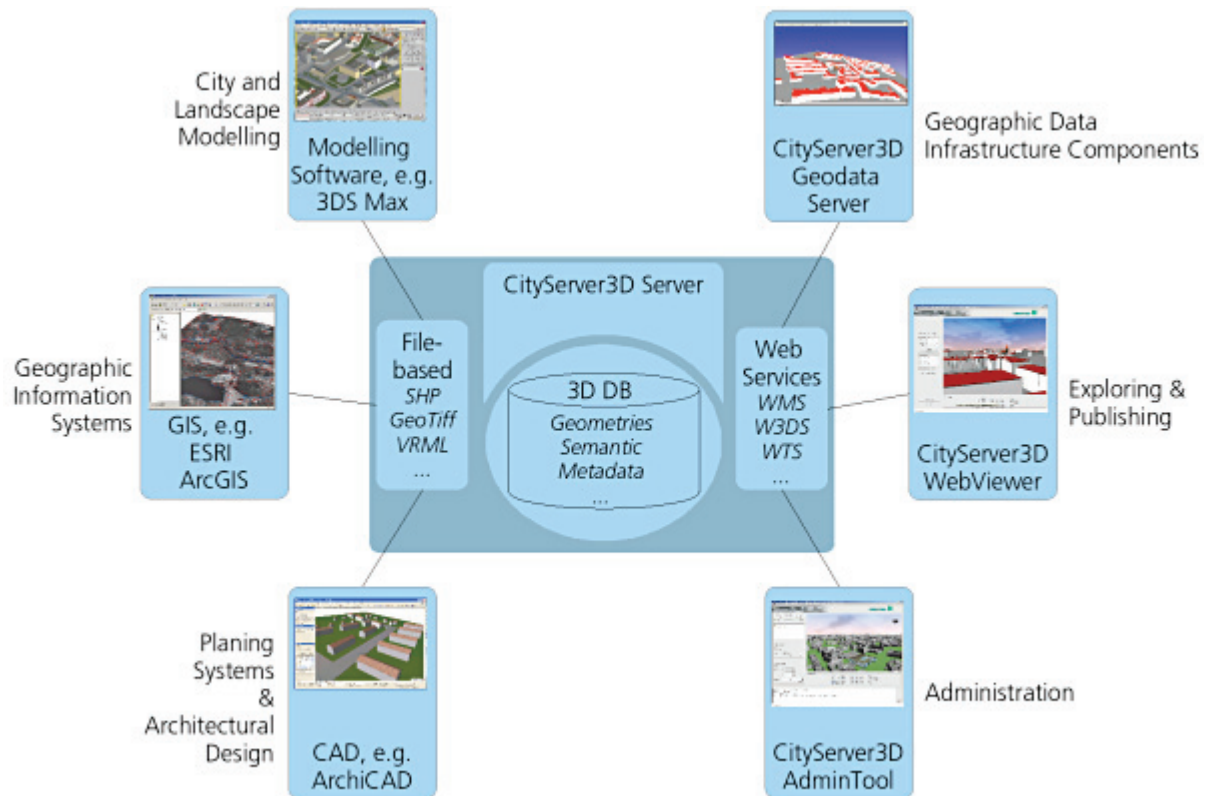 City and
Landscape
Modelling
Modelling
Software, e.g.
3DS Max
CityServer3D
Geodata
Server
Geographic Data
Infrastructure Components
Geographic
Information
Systems
GIS, e.g.
ESRI
ArcGIS
CityServer3D Server
File-
based
SHP
GeoTiff
VRML
...
3D DB
Geometries
Semantic
Metadata
...
Web
Services
WMS
W3DS
WTS
...
CityServer3D
WebViewer
Exploring &
Publishing
Planing
Systems
&
Architectural
Design
CAD, e.g.
ArchiCAD
CityServer3D
AdminTool
Administration